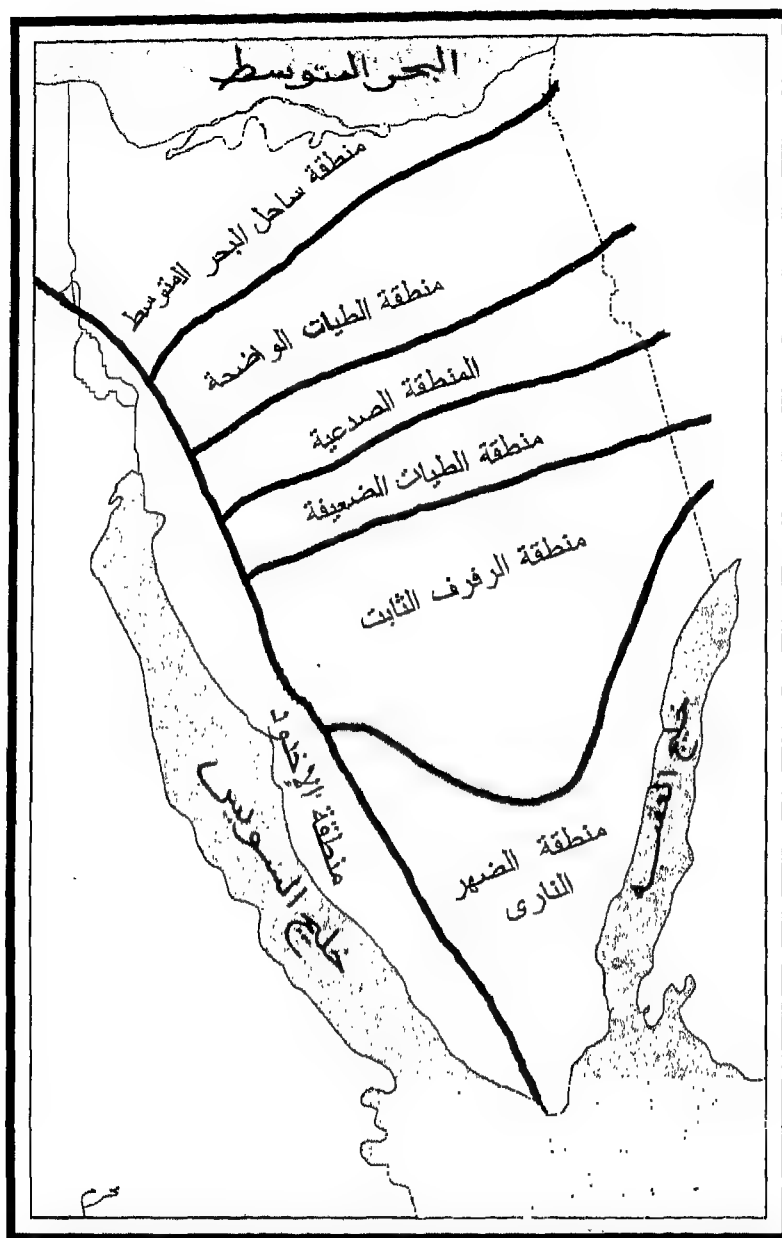 البحر المتوسط
منطقة ساحل البحر المتوسط
منطقة الطيات الواضحة
المنطقة الصدعية
منطقة الطيات الضعيفة
منطقة الرفرف الثابت
خليج العقبة
منطقة الأخدود
خليج السويس
منطقة الضهر
النارى